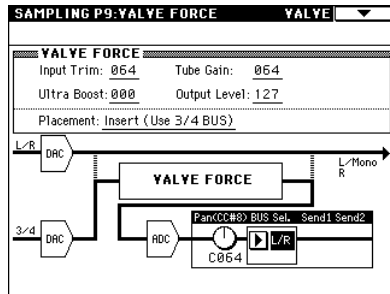 SAMPLING P9:VALVE FORCE VALVE
VALVE FORCE
Input Trim: 064 Tube Gain: 064
Ultra Boost: 000 Output Level: 127
Placement: Insert (Use 3/4 BUS)
L/R DAC
L/Mono
R
VALVE FORCE
Pan(CC#8) BUS Sel. Send1 Send2
3/4 DAC ADC L/R
C064